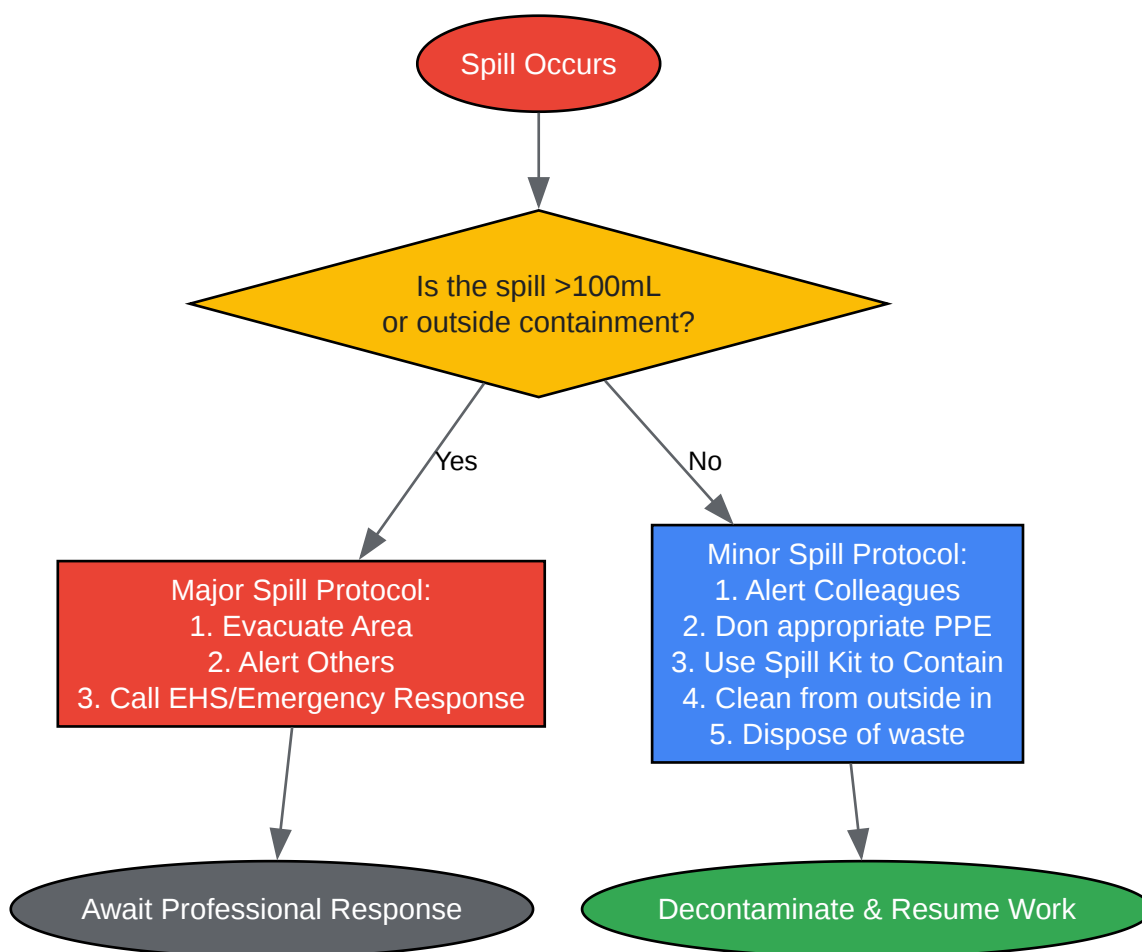 Spill Occurs
Is the spill >100mL
or outside containment?
Yes
No
Major Spill Protocol:
1. Evacuate Area
2. Alert Others
3. Call EHS/Emergency Response
Minor Spill Protocol:
1. Alert Colleagues
2. Don appropriate PPE
3. Use Spill Kit to Contain
4. Clean from outside in
5. Dispose of waste
Await Professional Response
Decontaminate & Resume Work